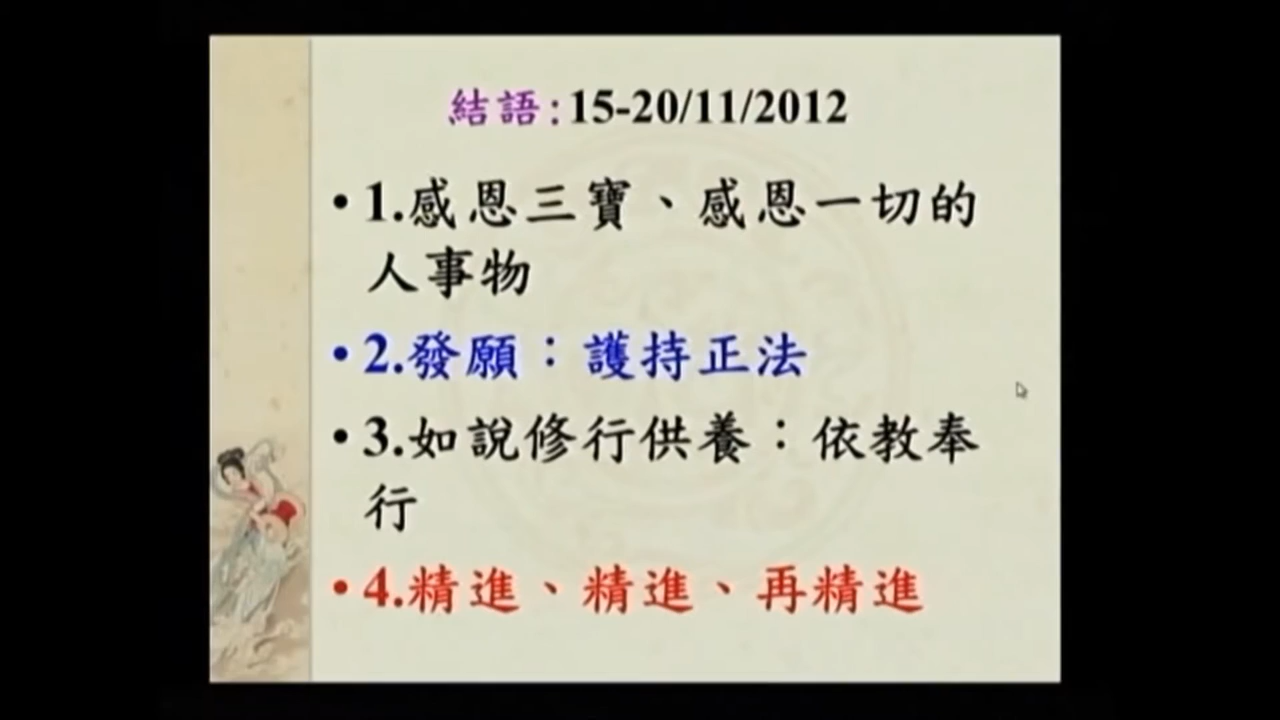 結語:15-20/11/2012
• 1.感恩三寶、感恩一切的
人事物
• 2.發願：護持正法
• 3.如說修行供養：依教奉
行
• 4.精進、精進、再精進